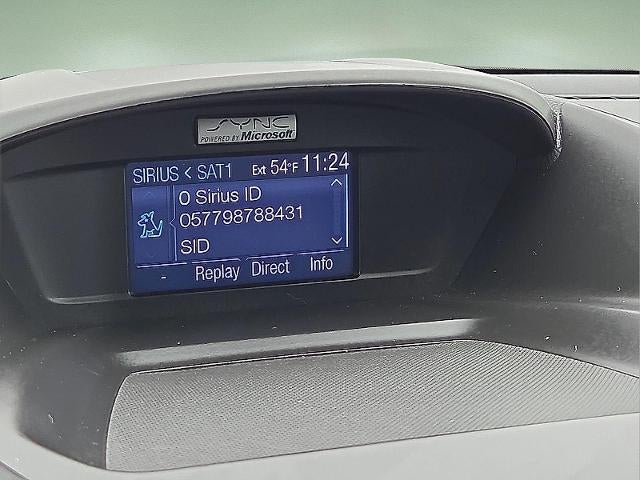 SYNC
POWERED BY Microsoft
SIRIUS < SAT1 Ext 54°F 11:24
0 Sirius ID
057798788431
SID
- Replay Direct Info